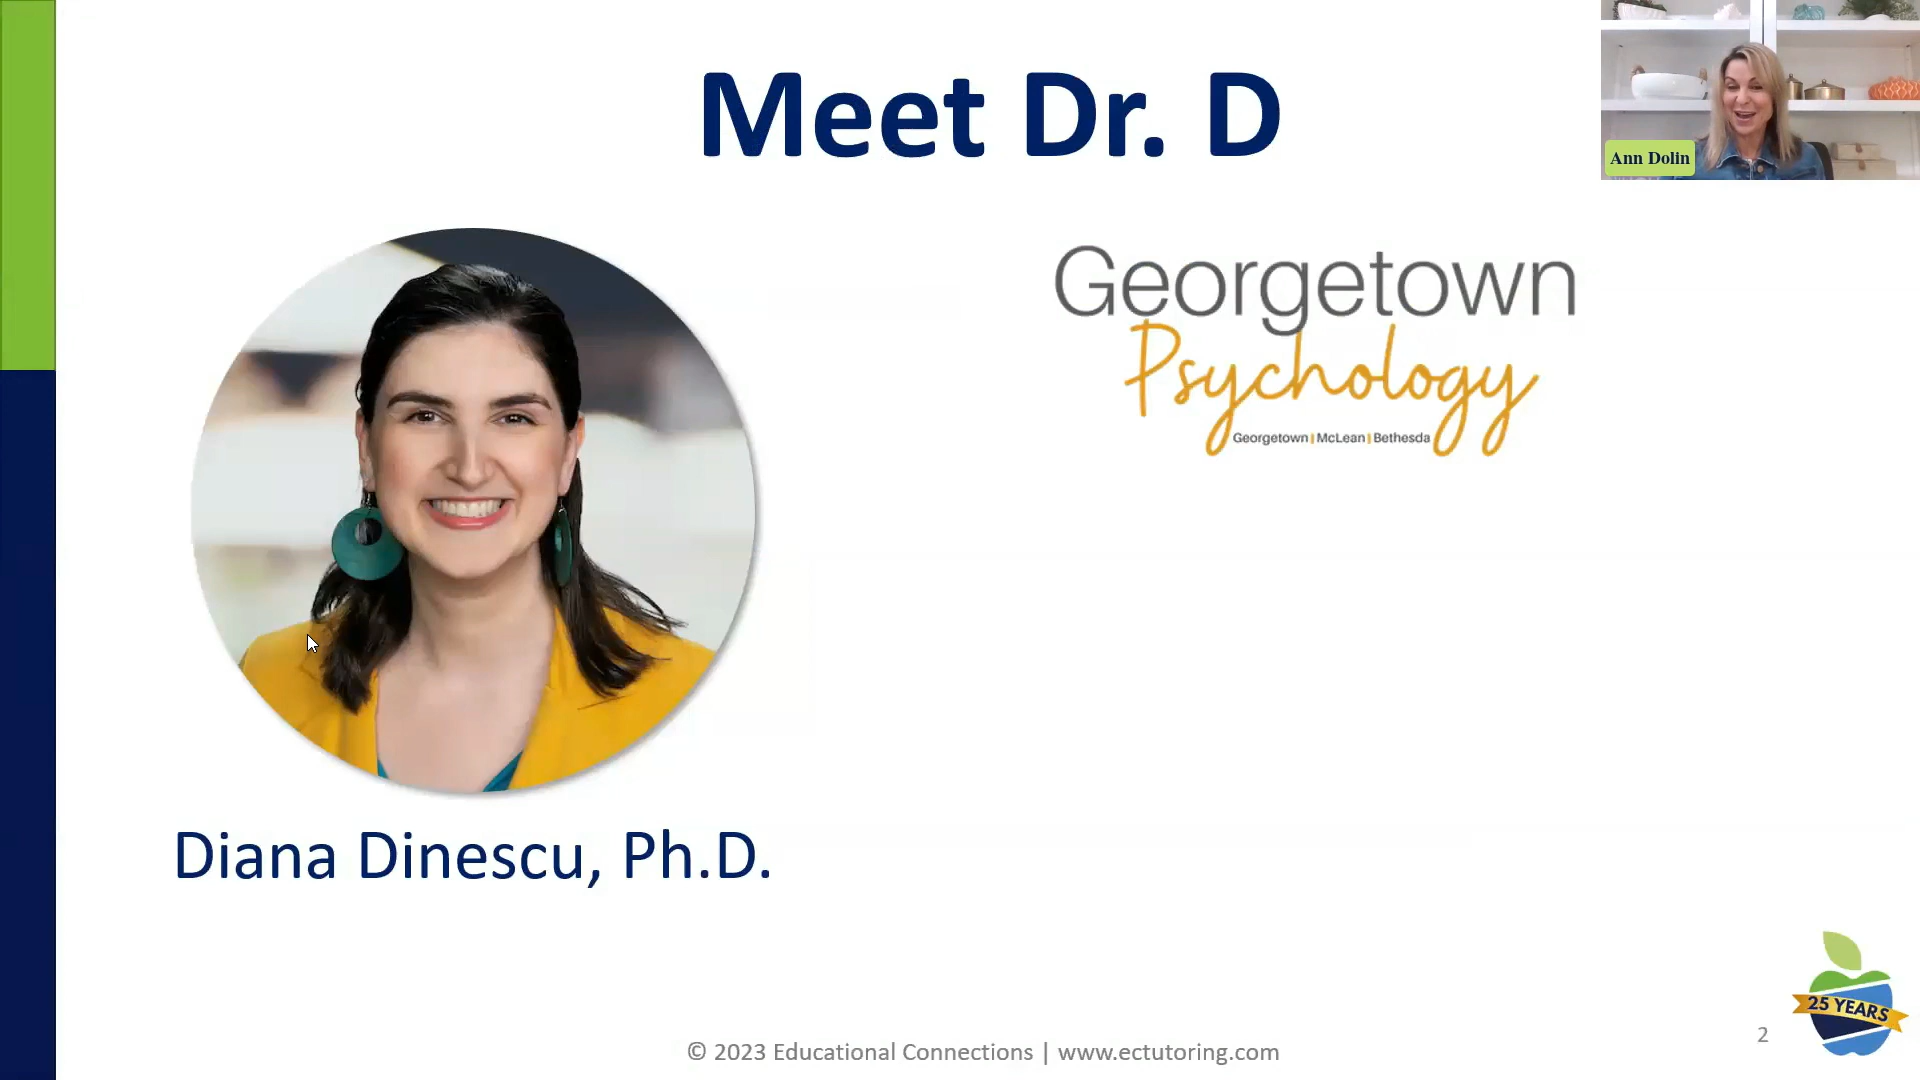 Meet Dr. D
Ann Dolin
Georgetown
Psychology
Georgetown | McLean | Bethesda
Diana Dinescu, Ph.D.
25 YEARS
© 2023 Educational Connections | www.ectutoring.com
2